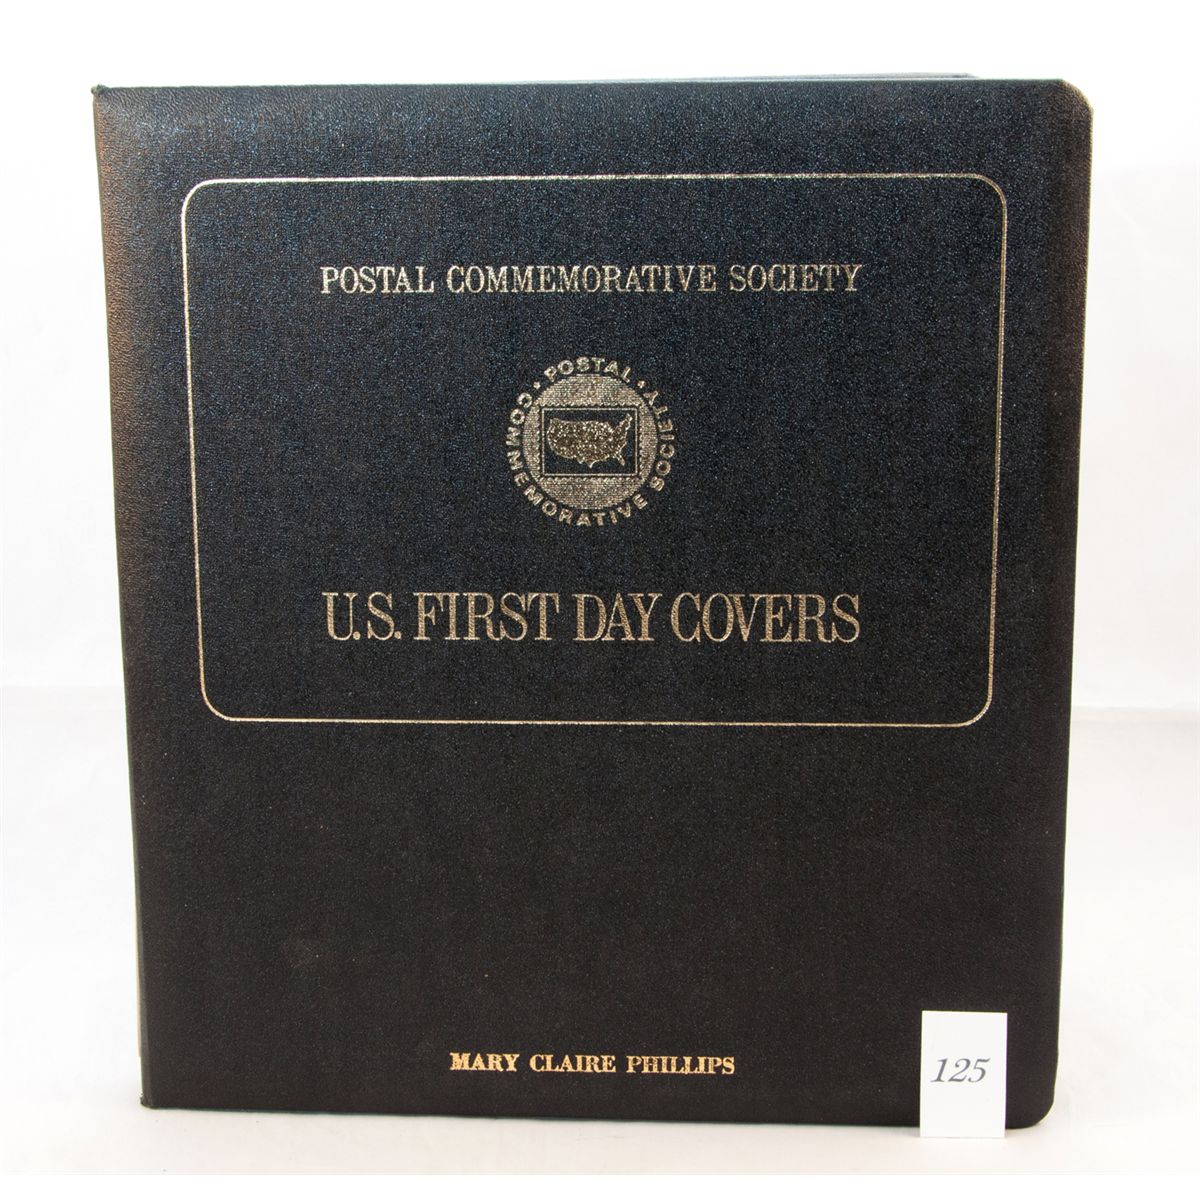 POSTAL COMMEMORATIVE SOCIETY
• POSTAL •
COMMEMORATIVE SOCIETY
U.S. FIRST DAY COVERS
MARY CLAIRE PHILLIPS
125